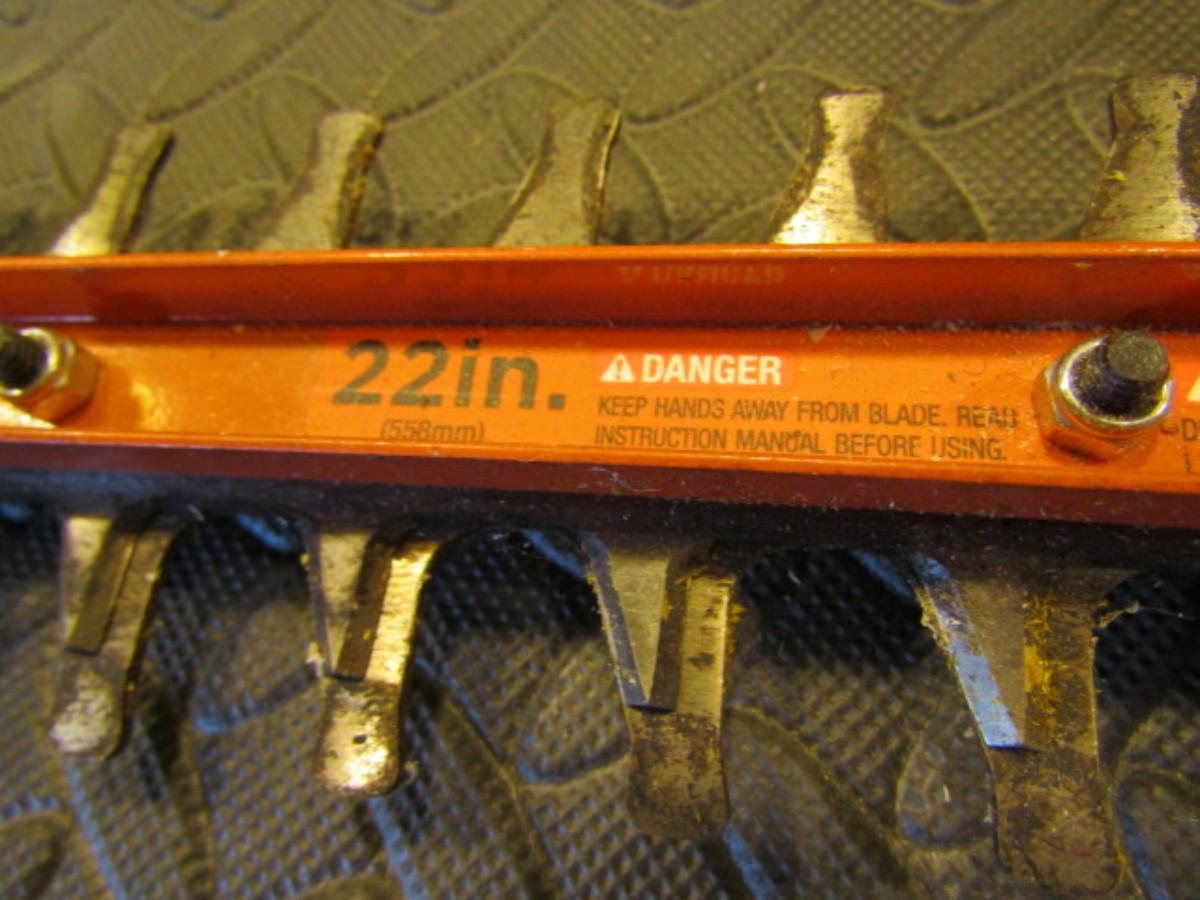 22in.
(558mm)
DANGER
KEEP HANDS AWAY FROM BLADE. READ
INSTRUCTION MANUAL BEFORE USING.